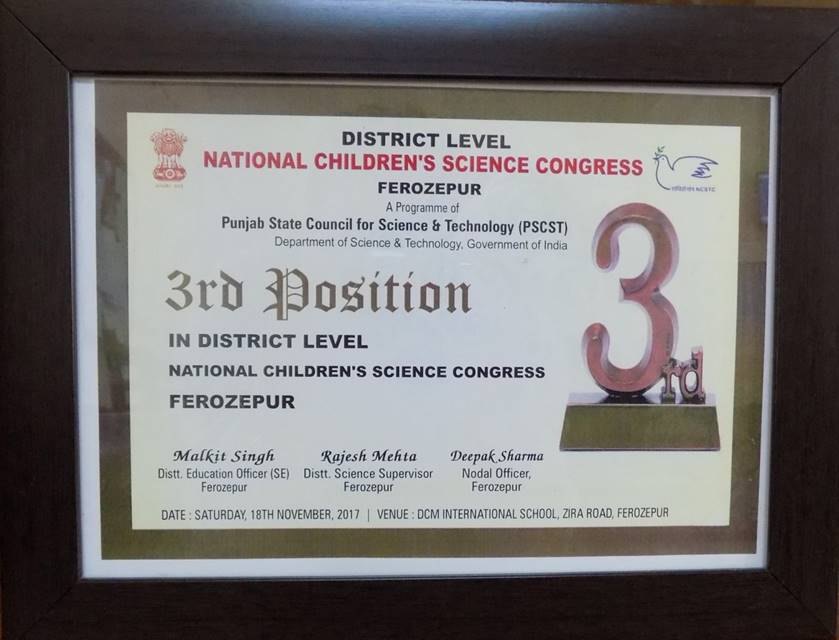 DISTRICT LEVEL
NATIONAL CHILDREN'S SCIENCE CONGRESS
FEROZEPUR
A Programme of
Punjab State Council for Science & Technology (PSCST)
Department of Science & Technology, Government of India
3rd Position
IN DISTRICT LEVEL
NATIONAL CHILDREN'S SCIENCE CONGRESS
FEROZEPUR
3rd
Malkit Singh Rajesh Mehta Deepak Sharma
Distt. Education Officer (SE) Distt. Science Supervisor Nodal Officer,
Ferozepur Ferozepur Ferozepur
DATE : SATURDAY, 18TH NOVEMBER, 2017 | VENUE : DCM INTERNATIONAL SCHOOL, ZIRA ROAD, FEROZEPUR
NCSTC